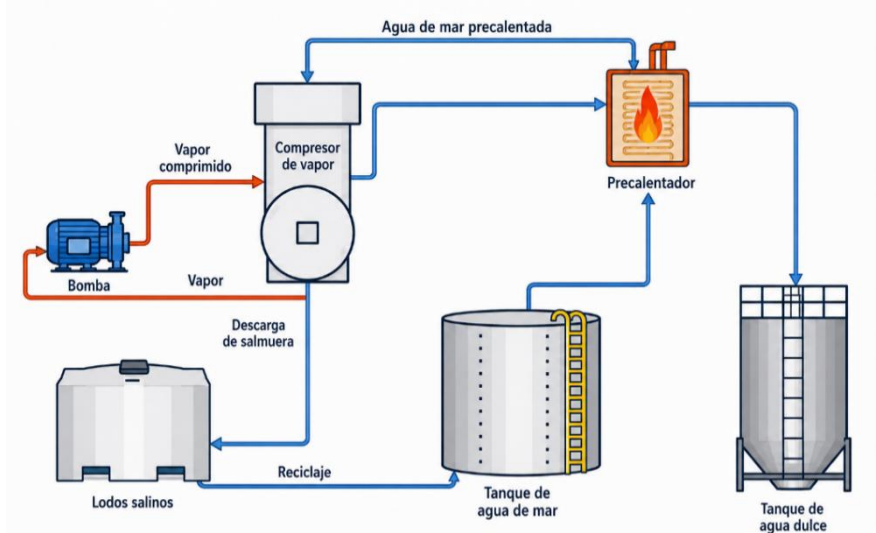 Agua de mar precalentada
Compresor
de vapor
Vapor
comprimido
Precalentador
Bomba
Vapor
Descarga
de salmuera
Reciclaje
Lodos salinos
Tanque de
agua de mar
Tanque de
agua dulce